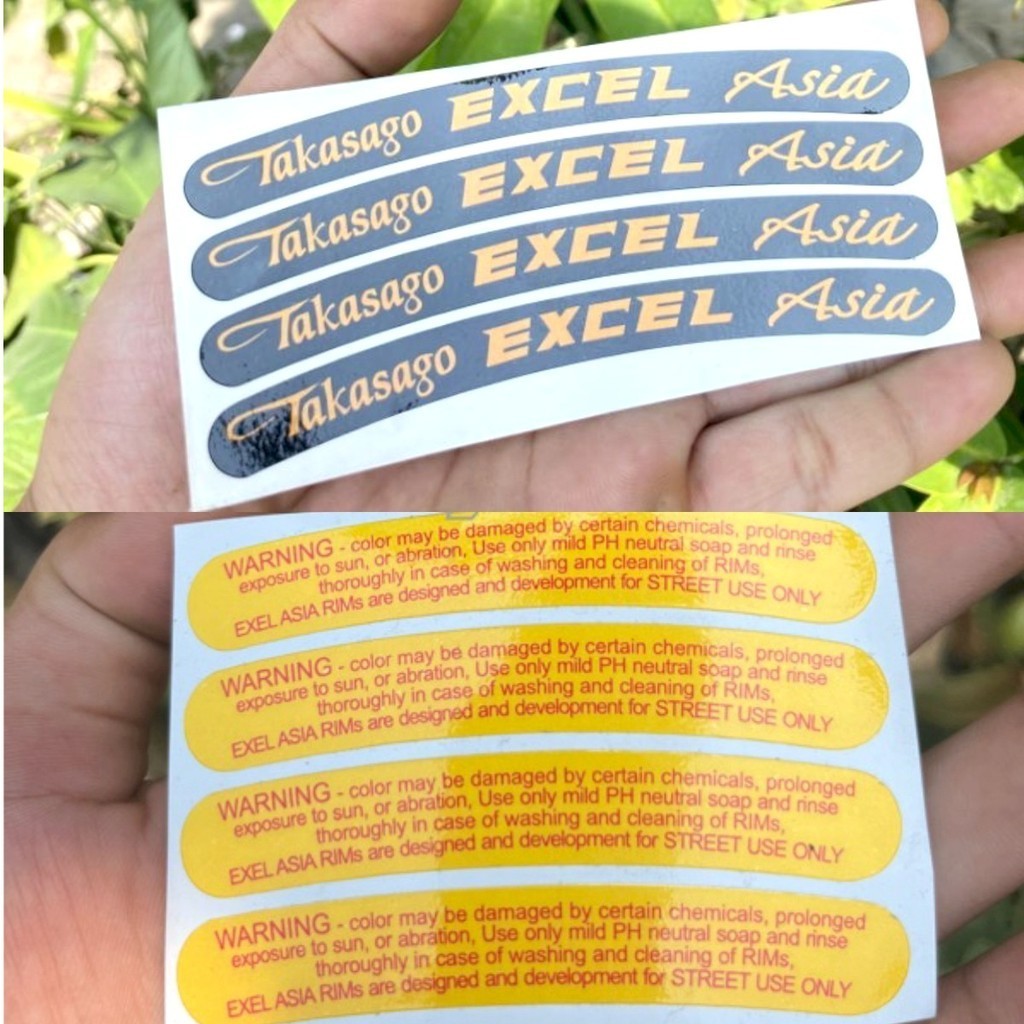 Takasago EXCEL Asia
Takasago EXCEL Asia
Takasago EXCEL Asia
Takasago EXCEL Asia
WARNING - color may be damaged by certain chemicals, prolonged
exposure to sun, or abration, Use only mild PH neutral soap and rinse
thoroughly in case of washing and cleaning of RIMs,
EXEL ASIA RIMs are designed and development for STREET USE ONLY
WARNING - color may be damaged by certain chemicals, prolonged
exposure to sun, or abration, Use only mild PH neutral soap and rinse
thoroughly in case of washing and cleaning of RIMs,
EXEL ASIA RIMs are designed and development for STREET USE ONLY
WARNING - color may be damaged by certain chemicals, prolonged
exposure to sun, or abration, Use only mild PH neutral soap and rinse
thoroughly in case of washing and cleaning of RIMs,
EXEL ASIA RIMs are designed and development for STREET USE ONLY
WARNING - color may be damaged by certain chemicals, prolonged
exposure to sun, or abration, Use only mild PH neutral soap and rinse
thoroughly in case of washing and cleaning of RIMs,
EXEL ASIA RIMs are designed and development for STREET USE ONLY